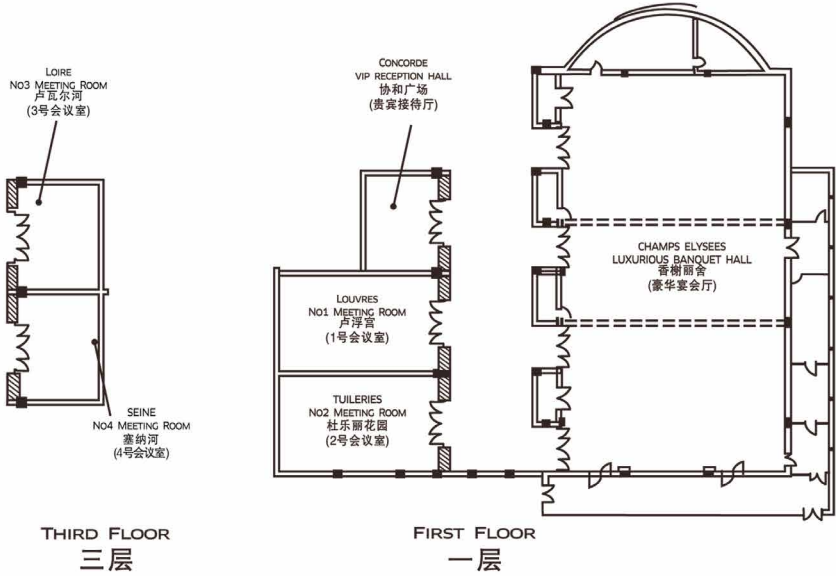 LOIRE
NO3 MEETING ROOM
卢瓦尔河
(3号会议室)
SEINE
NO4 MEETING ROOM
塞纳河
(4号会议室)
THIRD FLOOR
三层
CONCORDE
VIP RECEPTION HALL
协和广场
(贵宾接待厅)
LOUVRES
NO1 MEETING ROOM
卢浮宫
(1号会议室)
TUILERIES
NO2 MEETING ROOM
杜乐丽花园
(2号会议室)
CHAMPS ELYSEES
LUXURIOUS BANQUET HALL
香榭丽舍
(豪华宴会厅)
FIRST FLOOR
一层